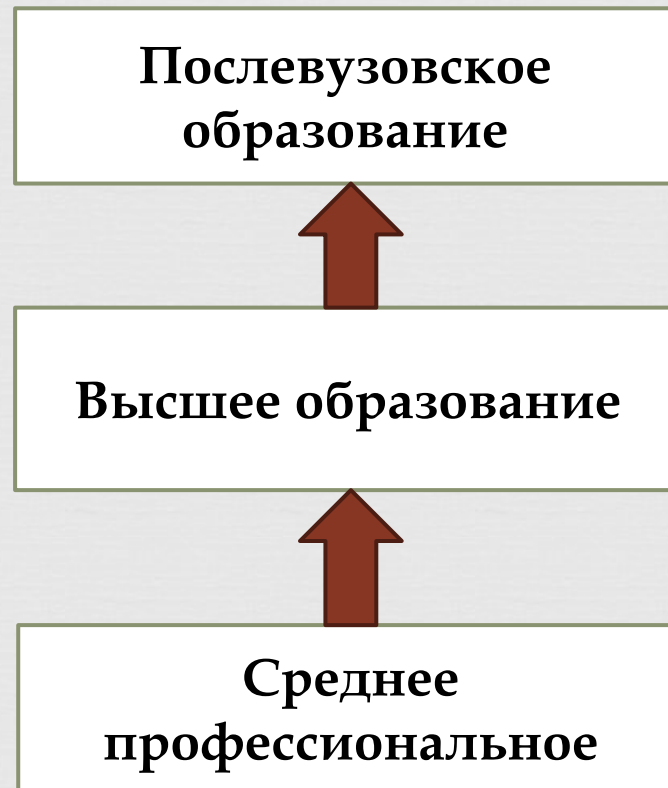 Послевузовское
образование
Высшее образование
Среднее
профессиональное